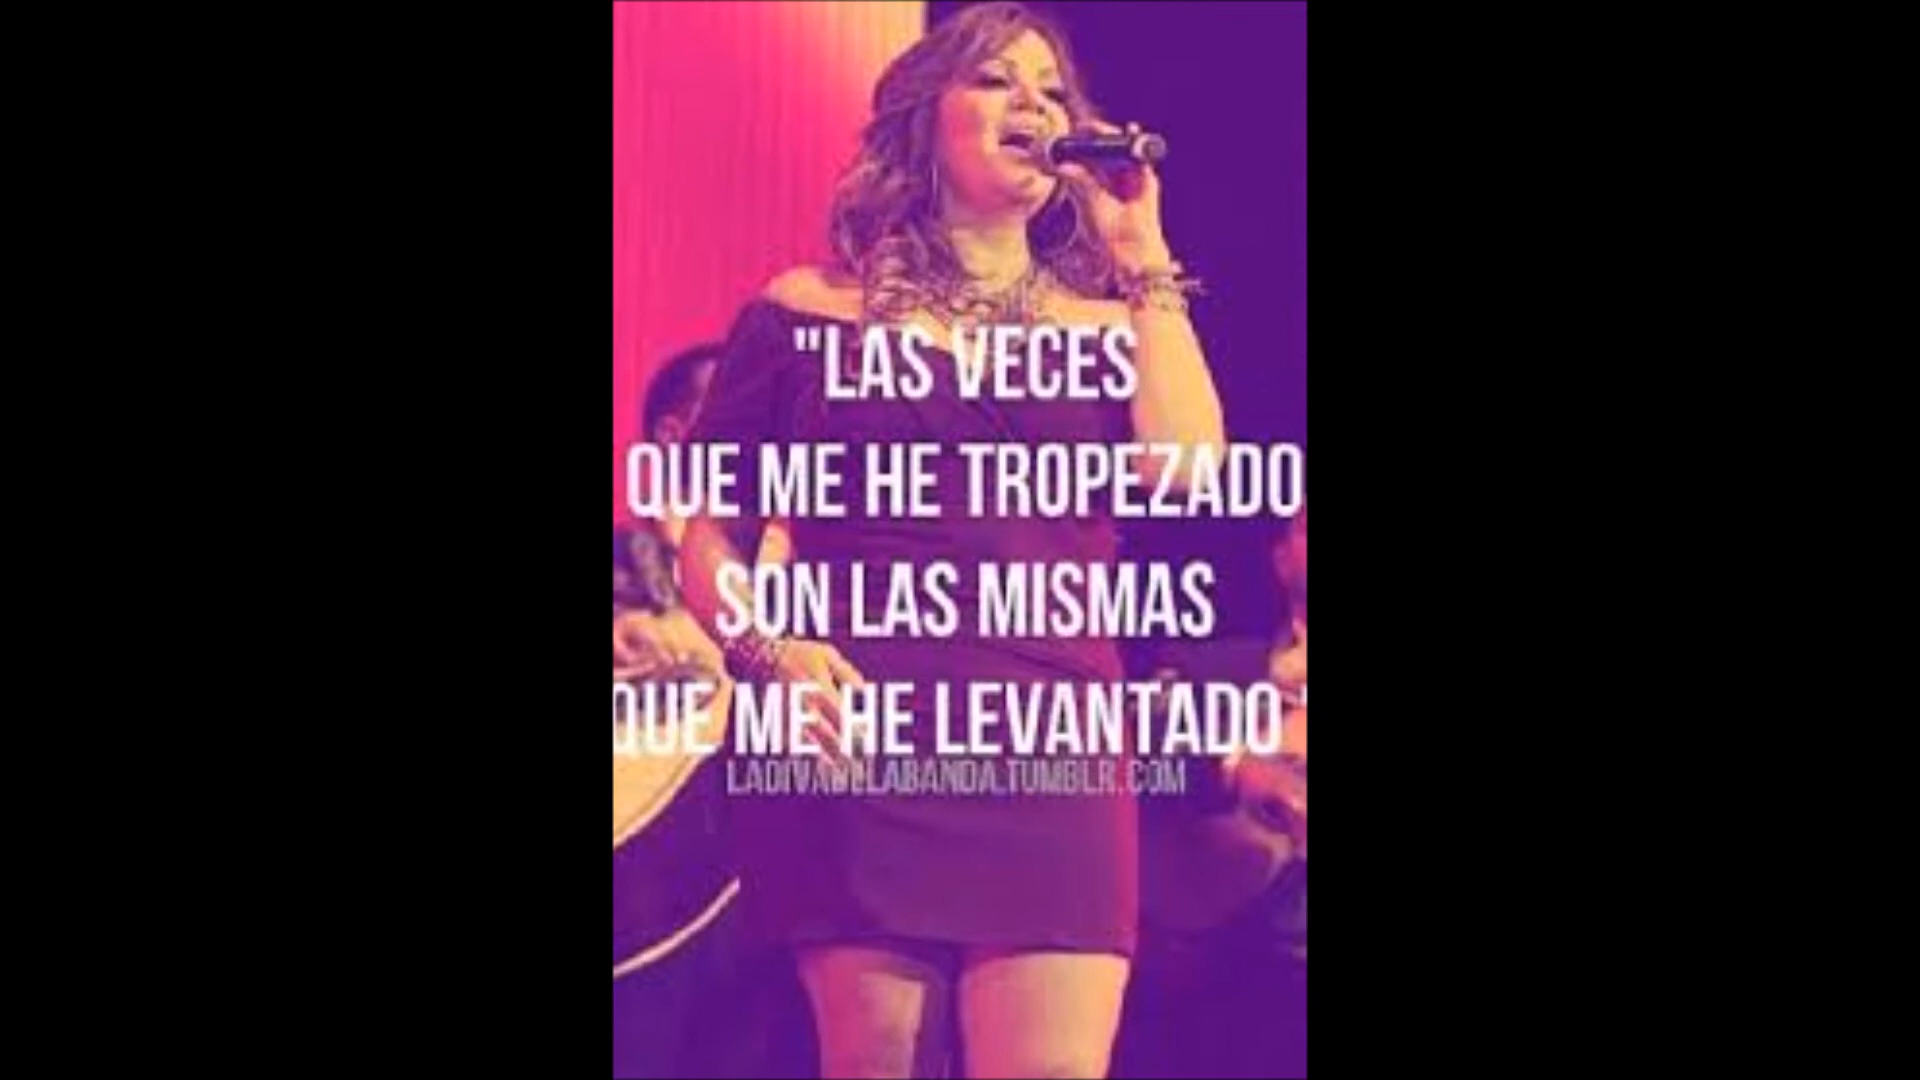 "LAS VECES
QUE ME HE TROPEZADO
SON LAS MISMAS
QUE ME HE LEVANTADO "
LADIVADELABANDA.TUMBLR.COM